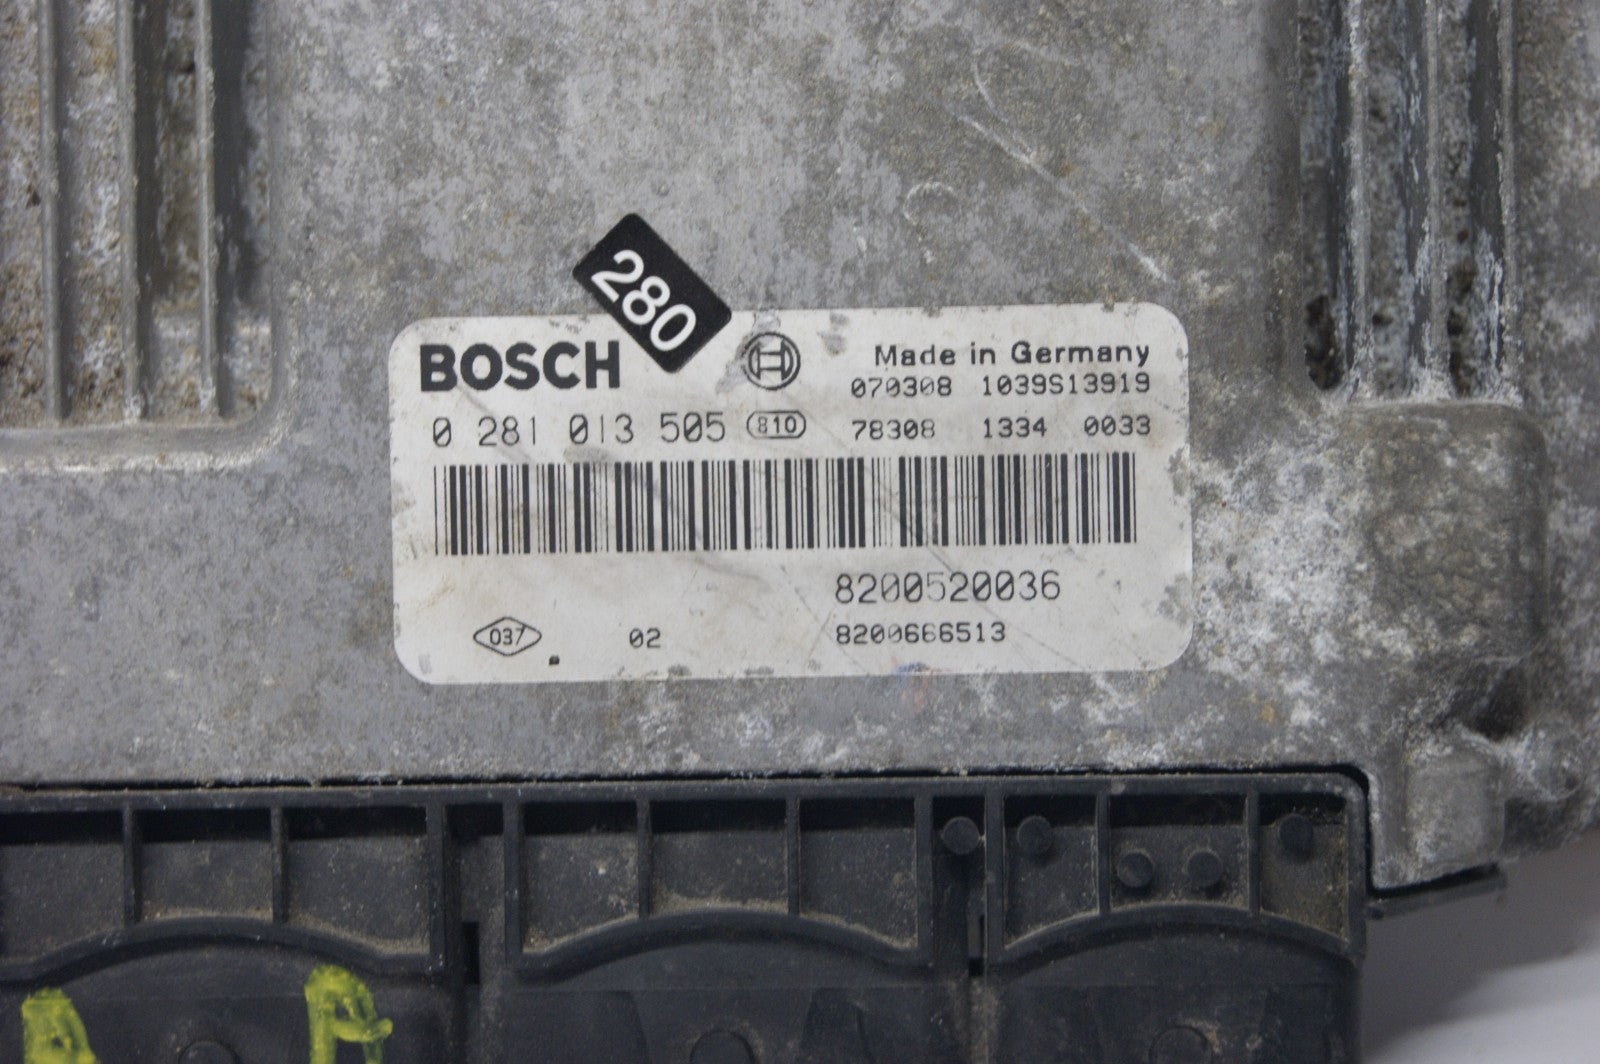 280
BOSCH
Made in Germany
070308 1039S13919
0 281 013 505 810 78308 1334 0033
8200520036
037 02 8200666513